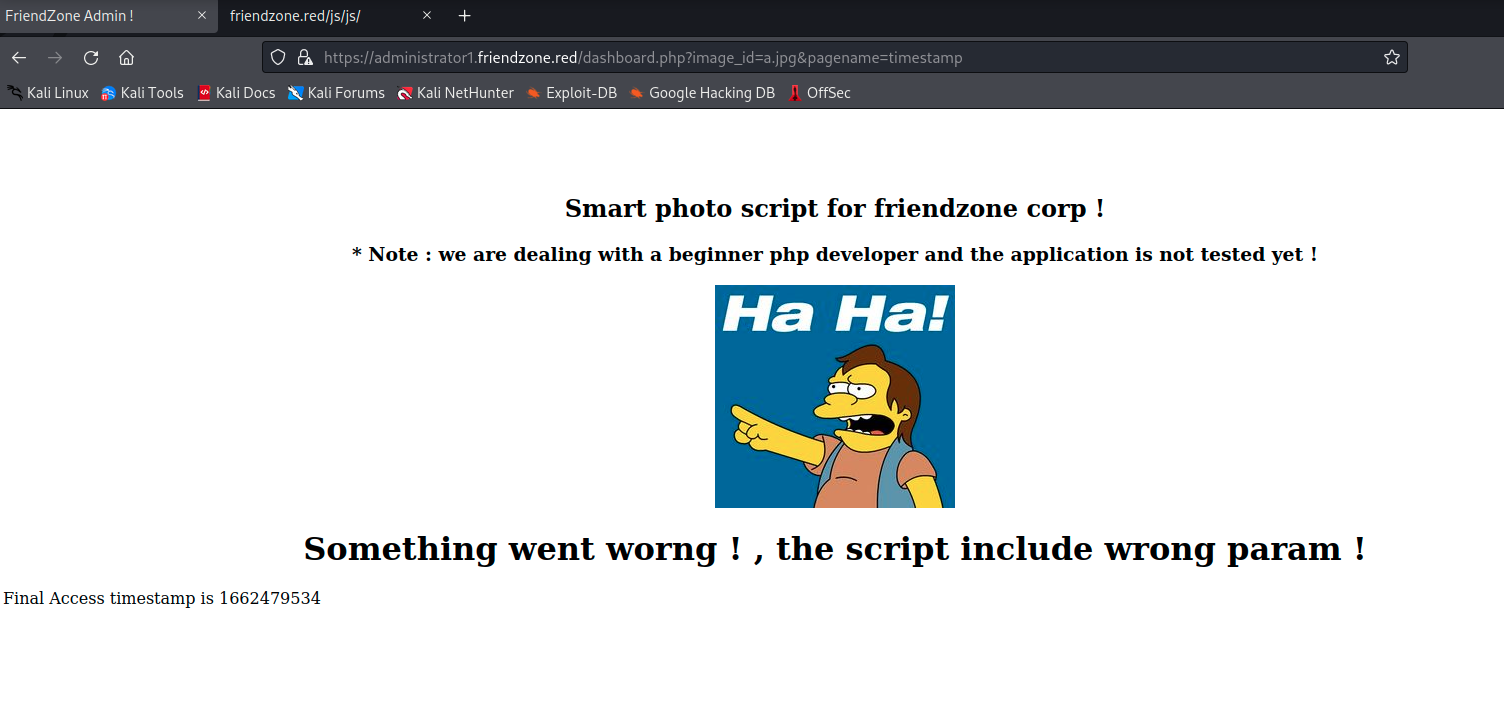 FriendZone Admin !
friendzone.red/js/js/
https://administrator1.friendzone.red/dashboard.php?image_id=a.jpg&pagename=timestamp
Kali Linux Kali Tools Kali Docs Kali Forums Kali NetHunter Exploit-DB Google Hacking DB OffSec
Smart photo script for friendzone corp !
* Note : we are dealing with a beginner php developer and the application is not tested yet !
Ha Ha!
Something went worng ! , the script include wrong param !
Final Access timestamp is 1662479534